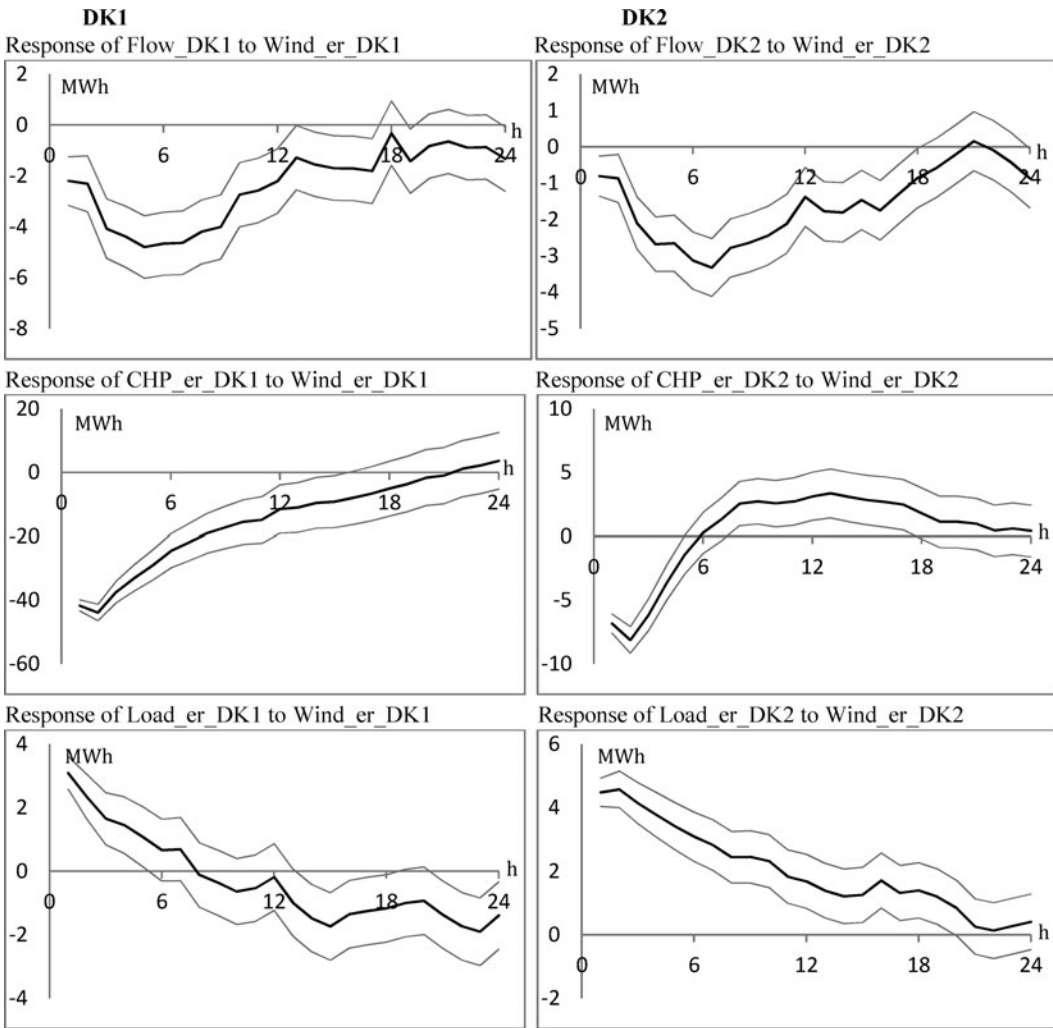 DK1 DK2
Response of Flow_DK1 to Wind_er_DK1
2
MWh
0
h
0 6 12 18 24
-2
-4
-6
-8
Response of Flow_DK2 to Wind_er_DK2
2
MWh
1
0
h
0 6 12 18 24
-1
-2
-3
-4
-5
Response of CHP_er_DK1 to Wind_er_DK1
20
MWh
0
h
0 6 12 18 24
-20
-40
-60
Response of CHP_er_DK2 to Wind_er_DK2
10
MWh
5
0
h
0 6 12 18 24
-5
-10
Response of Load_er_DK1 to Wind_er_DK1
4
MWh
2
0
h
0 6 12 18 24
-2
-4
Response of Load_er_DK2 to Wind_er_DK2
6
MWh
4
2
0
h
0 6 12 18 24
-2